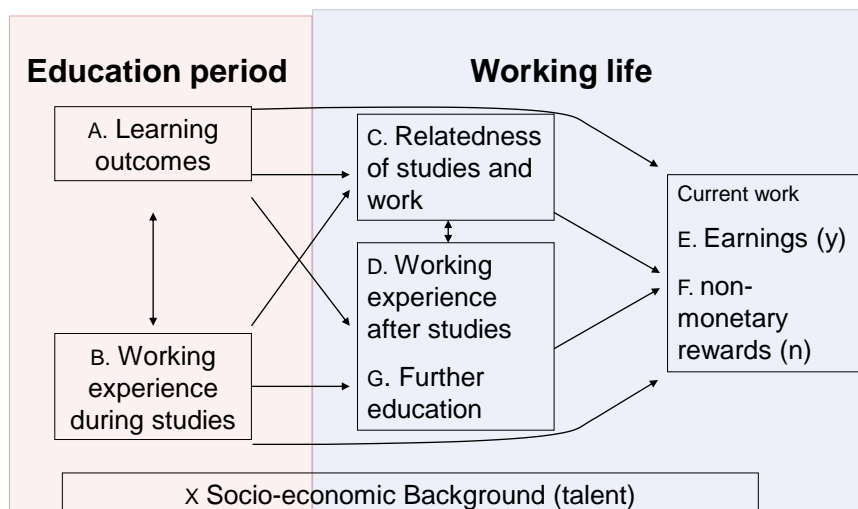 Education period
Working life
A. Learning
outcomes
C. Relatedness
of studies and
work
Current work
E. Earnings (y)
F. non-
monetary
rewards (n)
D. Working
experience
after studies
G. Further
education
B. Working
experience
during studies
X Socio-economic Background (talent)